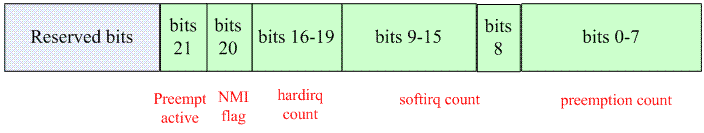 Reserved bits
bits
21
bits
20
bits 16-19
bits 9-15
bits
8
bits 0-7
Preempt
active
NMI
flag
hardirq
count
softirq count
preemption count